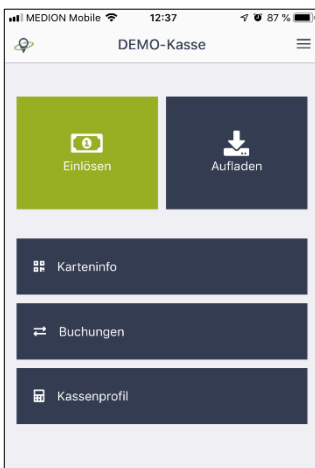 MEDION Mobile 12:37 87 %
DEMO-Kasse
Einlösen Aufladen
Karteninfo
Buchungen
Kassenprofil